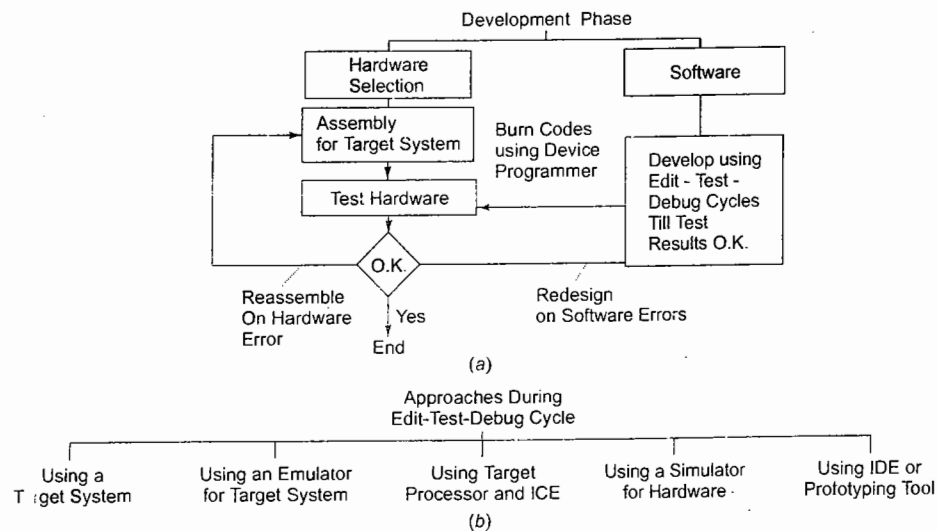 Development Phase
Hardware
Selection
Software
Assembly
for Target System
Burn Codes
using Device
Programmer
Develop using
Edit - Test -
Debug Cycles
Till Test
Results O.K.
Test Hardware
O.K.
Reassemble
On Hardware
Error
Yes
End
Redesign
on Software Errors
(a)
Approaches During
Edit-Test-Debug Cycle
Using a
Target System
Using an Emulator
for Target System
Using Target
Processor and ICE
Using a Simulator
for Hardware
Using IDE or
Prototyping Tool
(b)